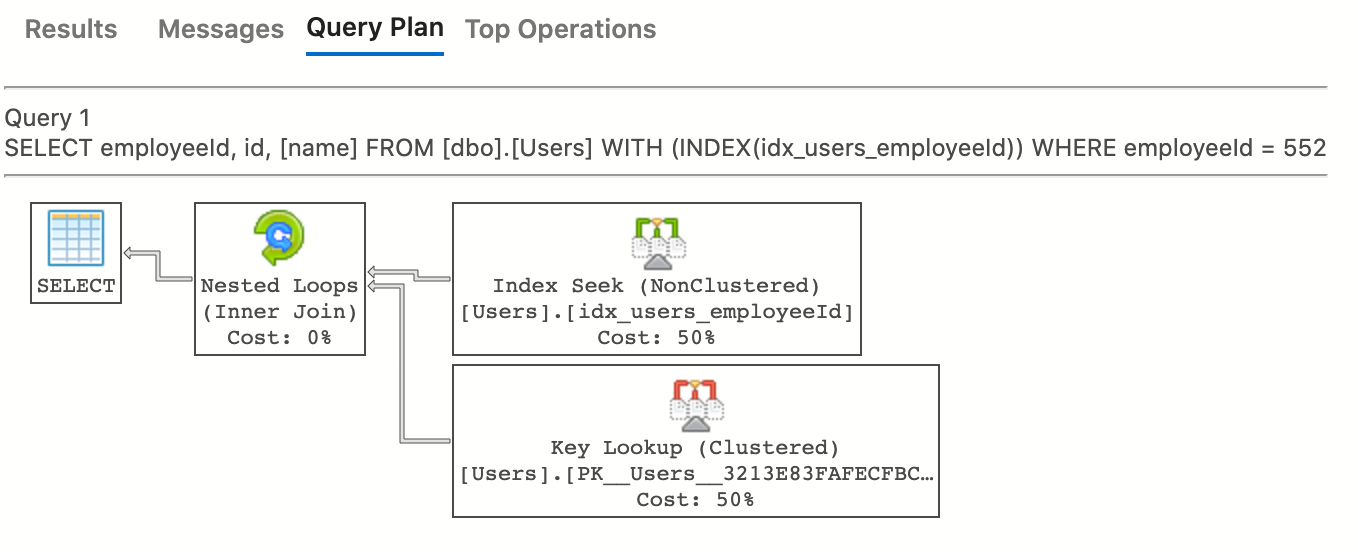 Results Messages Query Plan Top Operations
Query 1
SELECT employeeId, id, [name] FROM [dbo].[Users] WITH (INDEX(idx_users_employeeId)) WHERE employeeId = 552
SELECT
Nested Loops
(Inner Join)
Cost: 0%
Index Seek (NonClustered)
[Users].[idx_users_employeeId]
Cost: 50%
Key Lookup (Clustered)
[Users].[PK__Users__3213E83FAFECFBC…
Cost: 50%